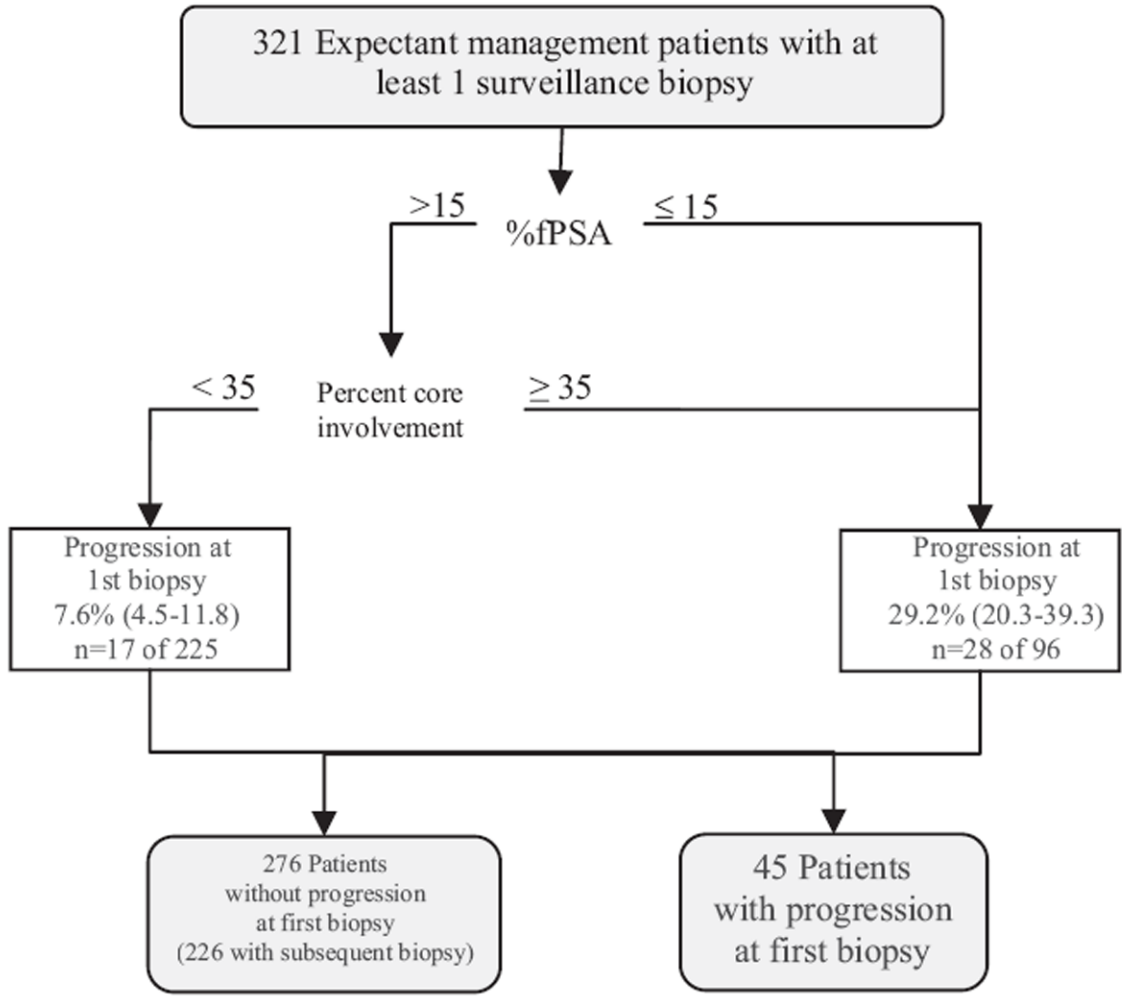 321 Expectant management patients with at
least 1 surveillance biopsy
>15
≤ 15
%fPSA
< 35
Percent core
involvement
≥ 35
Progression at
1st biopsy
7.6% (4.5-11.8)
n=17 of 225
Progression at
1st biopsy
29.2% (20.3-39.3)
n=28 of 96
276 Patients
without progression
at first biopsy
(226 with subsequent biopsy)
45 Patients
with progression
at first biopsy